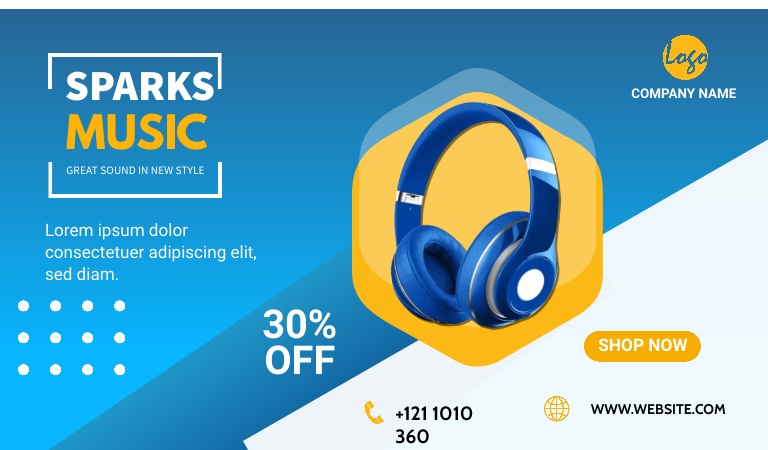 SPARKS
MUSIC
GREAT SOUND IN NEW STYLE
Logo
COMPANY NAME
Lorem ipsum dolor
consectetuer adipiscing elit,
sed diam.
30%
OFF
SHOP NOW
+121 1010
360
WWW.WEBSITE.COM